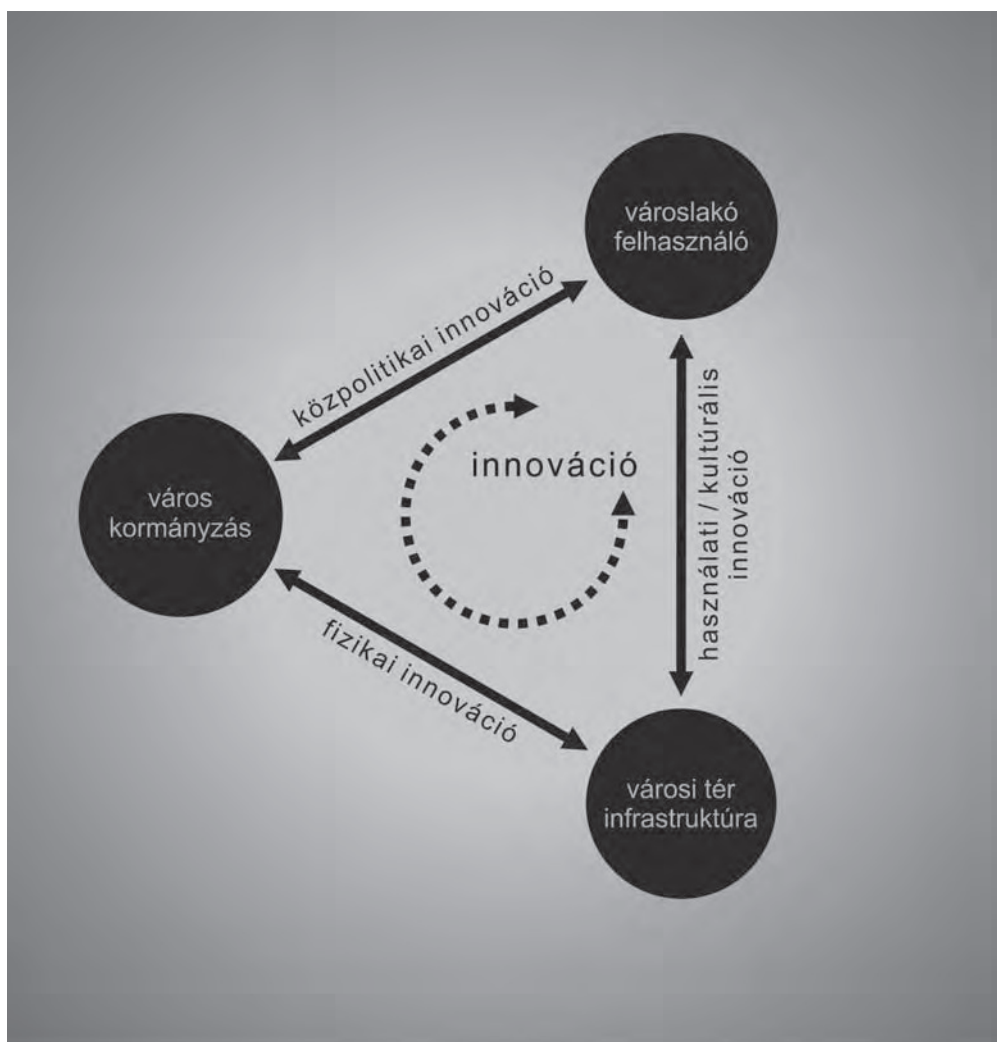 városlakó
felhasználó
közpolitikai innováció
innováció
használati / kultúrális
innováció
város
kormányzás
fizikai innováció
városi tér
infrastruktúra